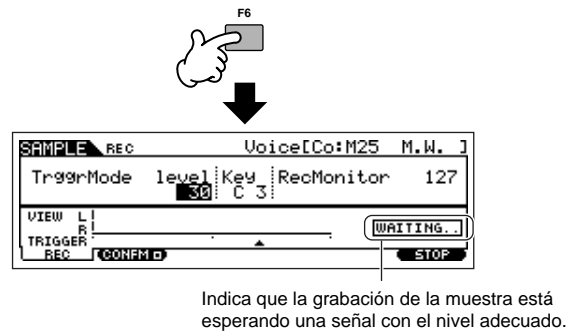 F6
SAMPLE REC Voice[Co:M25 M.W. ]
TrggrMode level Key RecMonitor 127
30 C 3
VIEW L
R
WAITING..
TRIGGER
REC CONFM STOP
Indica que la grabación de la muestra está
esperando una señal con el nivel adecuado.